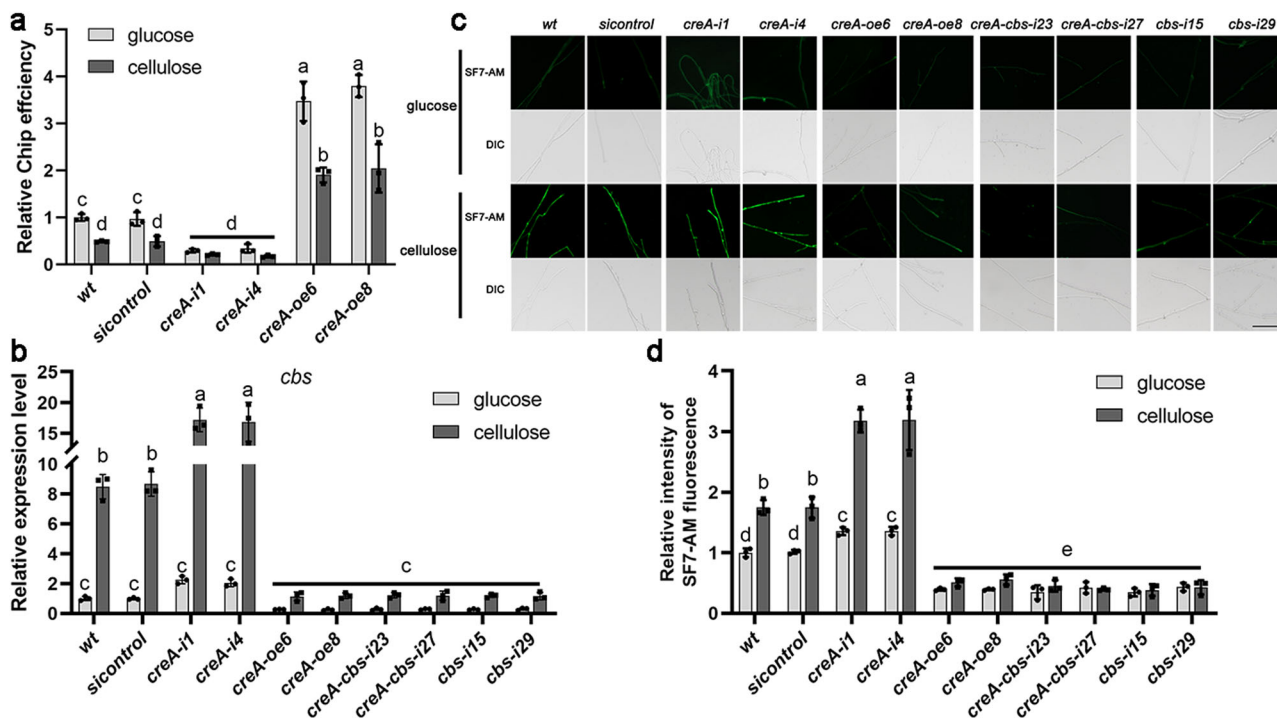 a
Relative Chip effciency
5
4
3
2
1
0
glucose
cellulose
c
d
c
d
d
a
b
a
b
wt
sicontrol
creA-i1
creA-i4
creA-oe6
creA-oe8
c
wt
sicontrol
creA-i1
creA-i4
creA-oe6
creA-oe8
creA-cbs-i23
creA-cbs-i27
cbs-i15
cbs-i29
glucose
SF7-AM
DIC
cellulose
SF7-AM
DIC
b
cbs
Relative expression level
25
20
15
10
8
6
4
2
0
glucose
cellulose
c
b
c
b
c
a
c
a
c
wt
sicontrol
creA-i1
creA-i4
creA-oe6
creA-oe8
creA-cbs-i23
creA-cbs-i27
cbs-i15
cbs-i29
d
Relative intensity of
SF7-AM fluorescence
4
3
2
1
0
glucose
cellulose
d
b
d
b
c
a
c
a
e
wt
sicontrol
creA-i1
creA-i4
creA-oe6
creA-oe8
creA-cbs-i23
creA-cbs-i27
cbs-i15
cbs-i29